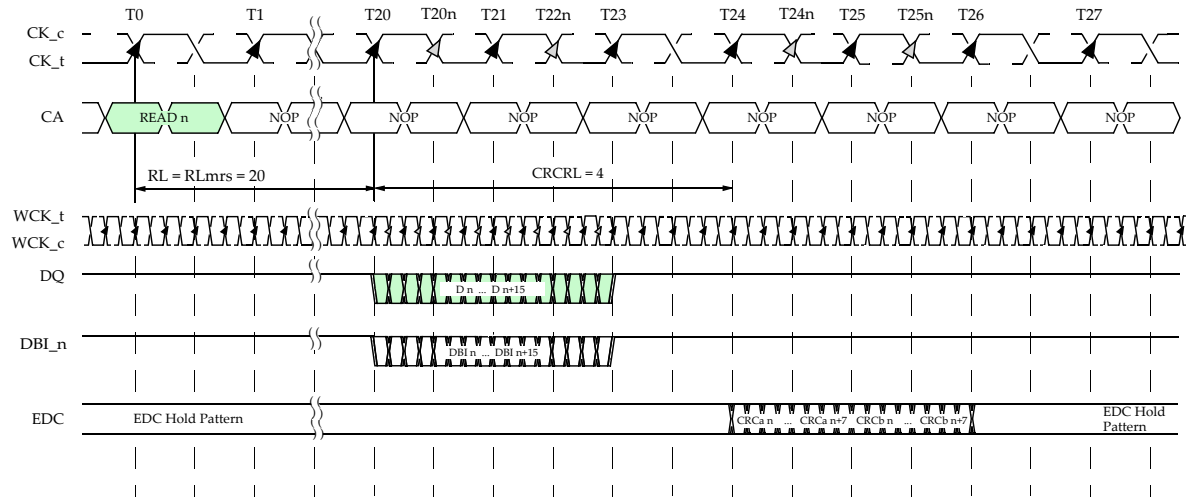 T0 T1 T20 T20n T21 T22n T23 T24 T24n T25 T25n T26 T27
CK_c
CK_t
CA READ n NOP NOP NOP NOP NOP NOP NOP NOP
RL = RLmrs = 20 CRCRL = 4
WCK_t
WCK_c
DQ
D n ... D n+15
DBI_n
DBI n ... DBI n+15
EDC EDC Hold Pattern CRCa n ... CRCa n+7 CRCb n ... CRCb n+7 EDC Hold
Pattern